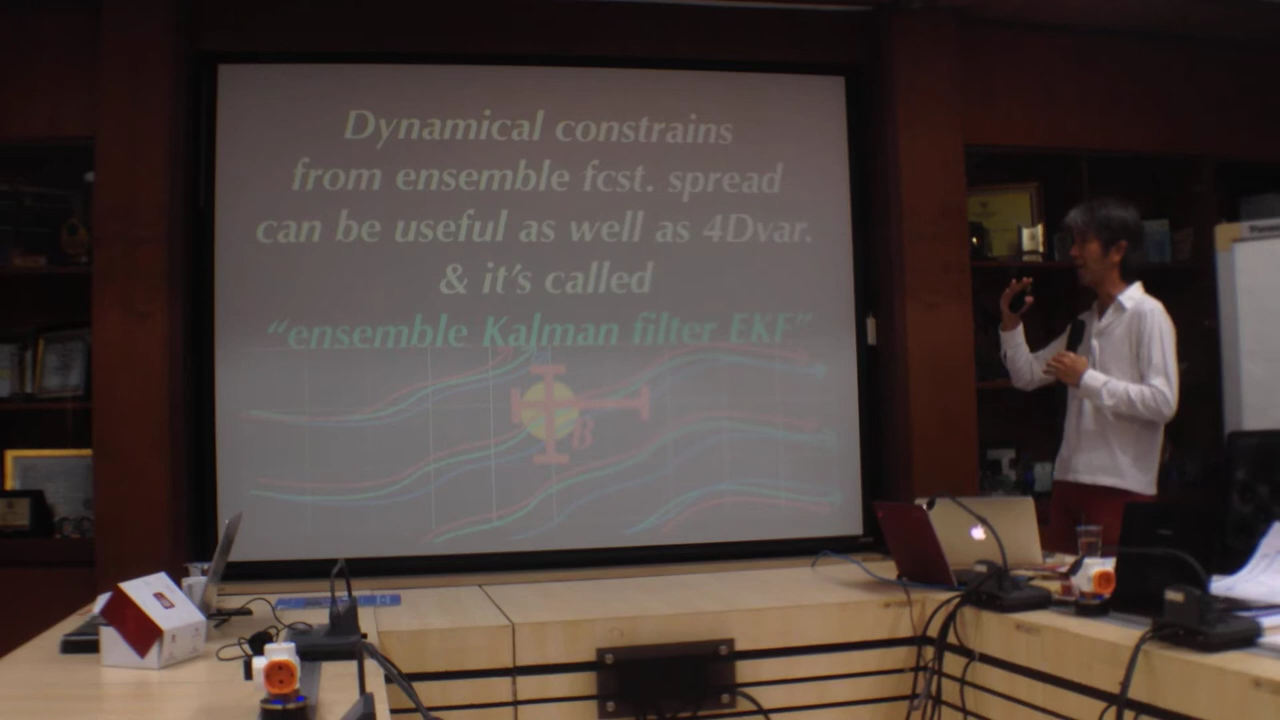 Dynamical constrains
from ensemble fcst. spread
can be useful as well as 4Dvar.
& it's called
“ensemble Kalman filter EKF”
B